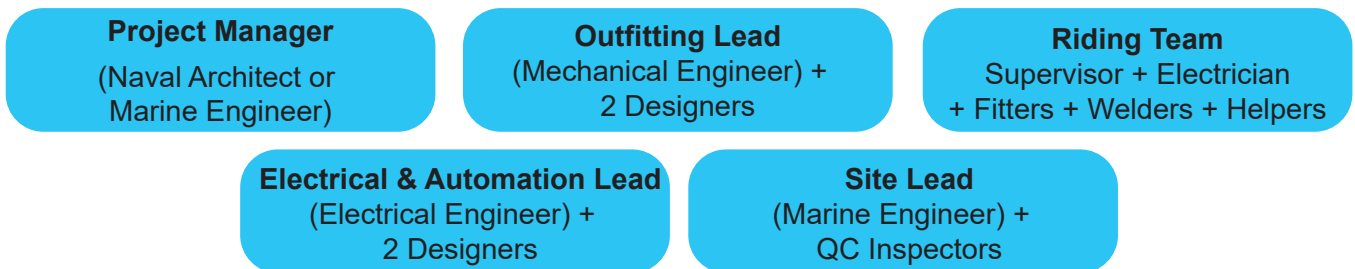 Project Manager
(Naval Architect or
Marine Engineer)
Outfitting Lead
(Mechanical Engineer) +
2 Designers
Riding Team
Supervisor + Electrician
+ Fitters + Welders + Helpers
Electrical & Automation Lead
(Electrical Engineer) +
2 Designers
Site Lead
(Marine Engineer) +
QC Inspectors